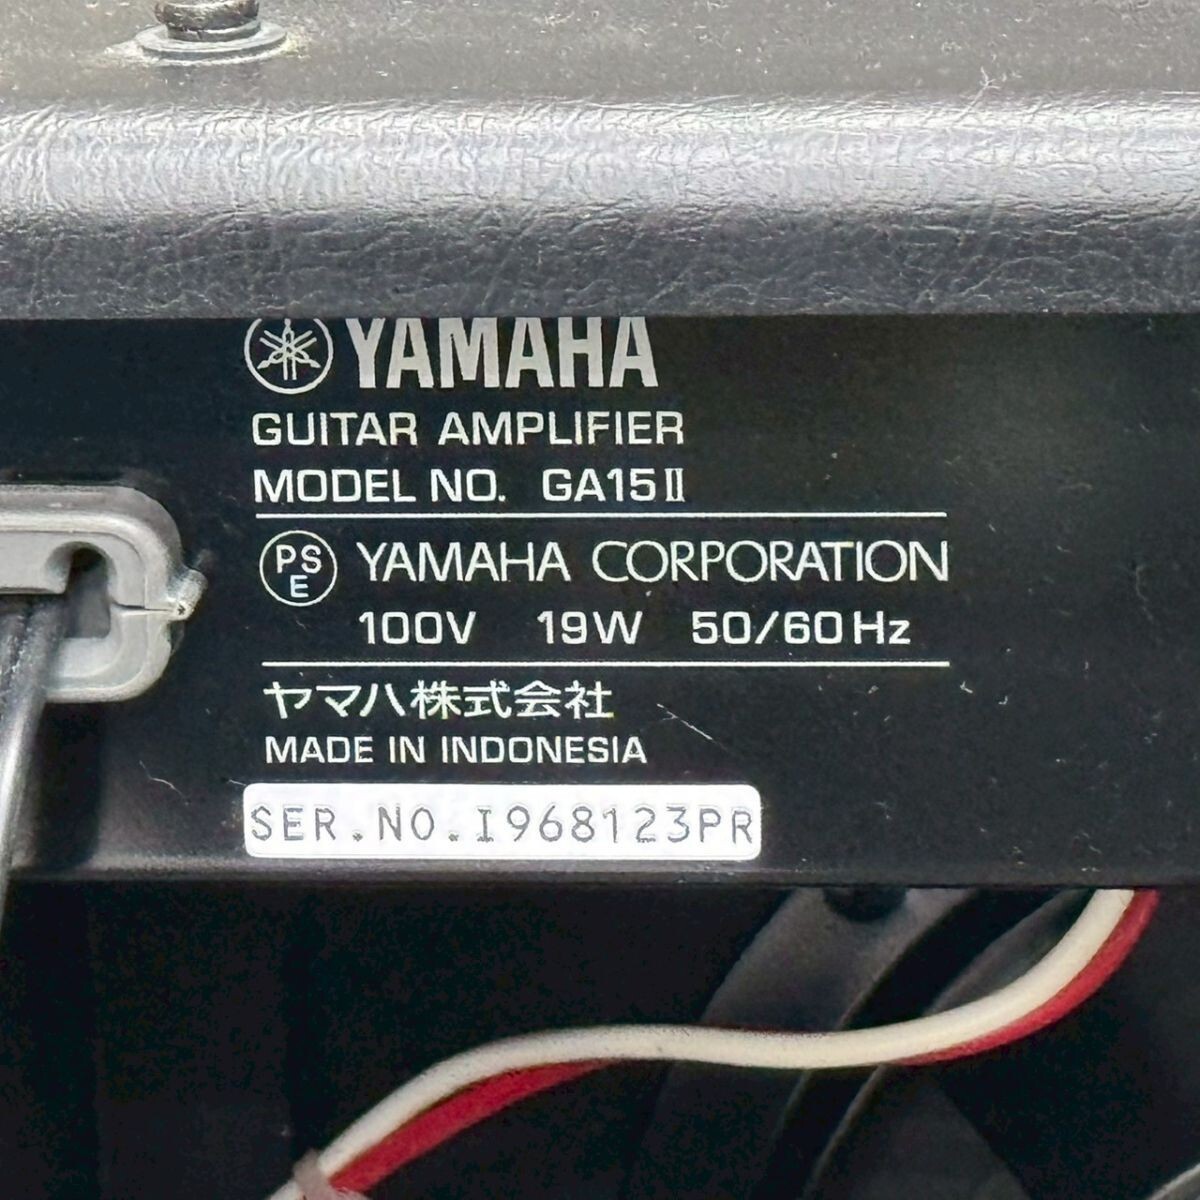 YAMAHA
GUITAR AMPLIFIER
MODEL NO. GA15Ⅱ
PS E YAMAHA CORPORATION
100V 19W 50/60Hz
ヤマハ株式会社
MADE IN INDONESIA
SER.NO.I968123PR